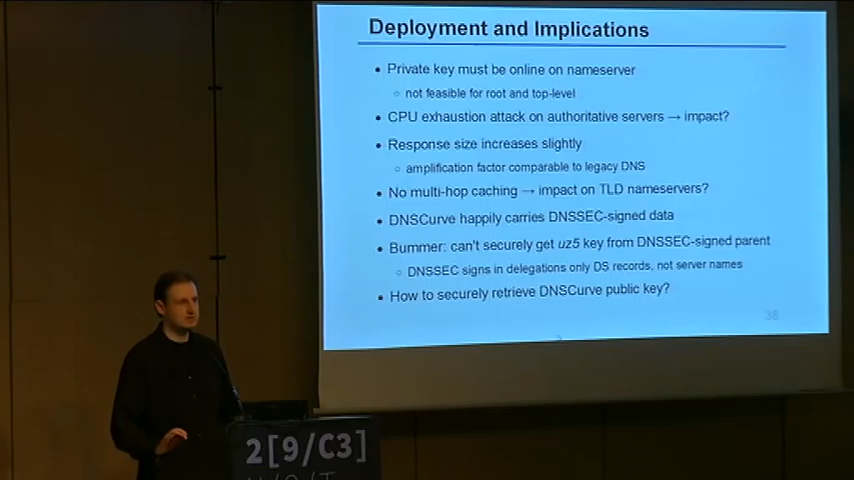 Deployment and Implications
• Private key must be online on nameserver
○ not feasible for root and top-level
• CPU exhaustion attack on authoritative servers → impact?
• Response size increases slightly
○ amplification factor comparable to legacy DNS
• No multi-hop caching → impact on TLD nameservers?
• DNSCurve happily carries DNSSEC-signed data
• Bummer: can't securely get uz5 key from DNSSEC-signed parent
○ DNSSEC signs in delegations only DS records, not server names
• How to securely retrieve DNSCurve public key?
38
2[9/C3]